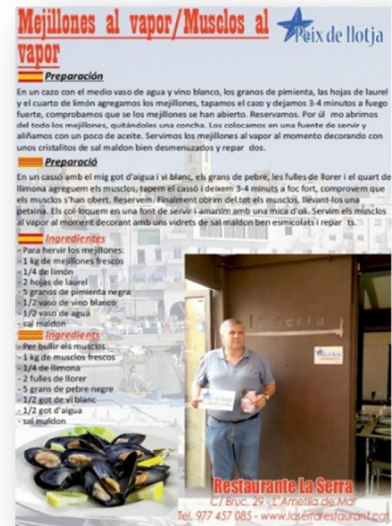 Mejillones al vapor/Musclos al
vapor
Peix de llotja
Preparación
En un cazo con el medio vaso de agua y vino blanco, los granos de pimienta, las hojas de laurel
y el cuarto de limón agregamos los mejillones, tapamos el cazo y dejamos 3-4 minutos a fuego
fuerte, comprobamos que se los mejillones se han abierto. Reservamos. Por úl mo abrimos
del todo los mejillones, quitándoles una concha. Los colocamos en una fuente de servir y
aliñamos con un poco de aceite. Servimos los mejillones al vapor al momento decorando con
unos cristalitos de sal maldon bien desmenuzados y repar dos.
Preparació
En un cassó amb el mig got d'aigua i vi blanc, els grans de pebre, les fulles de llorer i el quart de
llimona agreguem els musclos, tapem el cassó i deixem 3-4 minuts a foc fort, comprovem que
els musclos s'han obert. Reservem. Finalment obrim del tot els musclos, llevant-los una
petxina. Els col·loquem en una font de servir i amanim amb una mica d'oli. Servim els musclos
al vapor al moment decorant amb uns vidrets de sal maldon ben esmicolats i repar ts.
Ingredientes
- Para hervir los mejillones:
- 1 kg de mejillones frescos
- 1/4 de limón
- 2 hojas de laurel
- 5 granos de pimienta negra
- 1/2 vaso de vino blanco
- 1/2 vaso de agua
- sal maldon
Ingredients
- Per bullir els musclos:
- 1 kg de musclos frescos
- 1/4 de llimona
- 2 fulles de llorer
- 5 grans de pebre negre
- 1/2 got de vi blanc
- 1/2 got d'aigua
- sal maldon
la serra
Peix de llotja
Restaurante La Serra
C/ Bruc, 29 - L'Ametlla de Mar
Tel. 977 457 085 - www.laserrarestaurant.cat